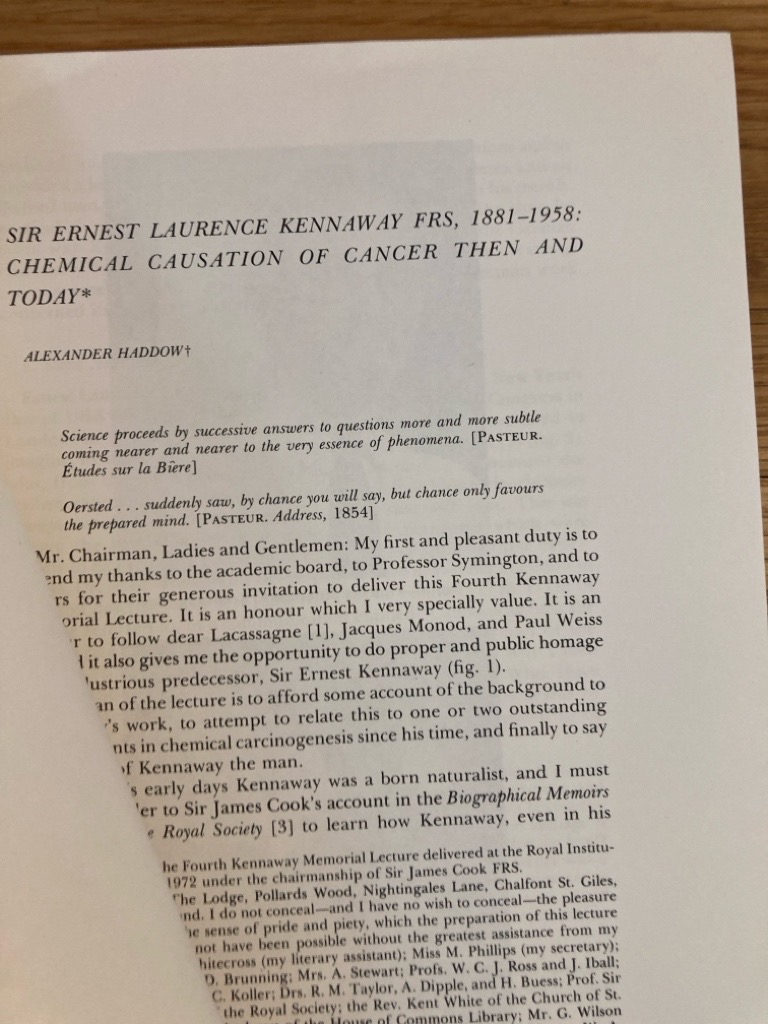 SIR ERNEST LAURENCE KENNAWAY FRS, 1881–1958:
CHEMICAL CAUSATION OF CANCER THEN AND
TODAY*
ALEXANDER HADDOW†
Science proceeds by successive answers to questions more and more subtle
coming nearer and nearer to the very essence of phenomena. [PASTEUR.
Études sur la Bière]
Oersted . . . suddenly saw, by chance you will say, but chance only favours
the prepared mind. [PASTEUR. Address, 1854]
Mr. Chairman, Ladies and Gentlemen: My first and pleasant duty is to
my thanks to the academic board, to Professor Symington, and to
for their generous invitation to deliver this Fourth Kennaway
Lecture. It is an honour which I very specially value. It is an
to follow dear Lacassagne [1], Jacques Monod, and Paul Weiss
it also gives me the opportunity to do proper and public homage
predecessor, Sir Ernest Kennaway (fig. 1).
of the lecture is to afford some account of the background to
work, to attempt to relate this to one or two outstanding
in chemical carcinogenesis since his time, and finally to say
Kennaway the man.
early days Kennaway was a born naturalist, and I must
to Sir James Cook's account in the Biographical Memoirs
Royal Society [3] to learn how Kennaway, even in his
Fourth Kennaway Memorial Lecture delivered at the Royal Institu-
1972 under the chairmanship of Sir James Cook FRS.
Lodge, Pollards Wood, Nightingales Lane, Chalfont St. Giles,
I do not conceal—and I have no wish to conceal—the pleasure
sense of pride and piety, which the preparation of this lecture
not have been possible without the greatest assistance from my
(my literary assistant); Miss M. Phillips (my secretary);
D. Brunning; Mrs. A. Stewart; Profs. W. C. J. Ross and J. Iball;
C. Koller; Drs. R. M. Taylor, A. Dipple, and H. Buess; Prof. Sir
the Royal Society; the Rev. Kent White of the Church of St.
House of Commons Library; Mr. G. Wilson